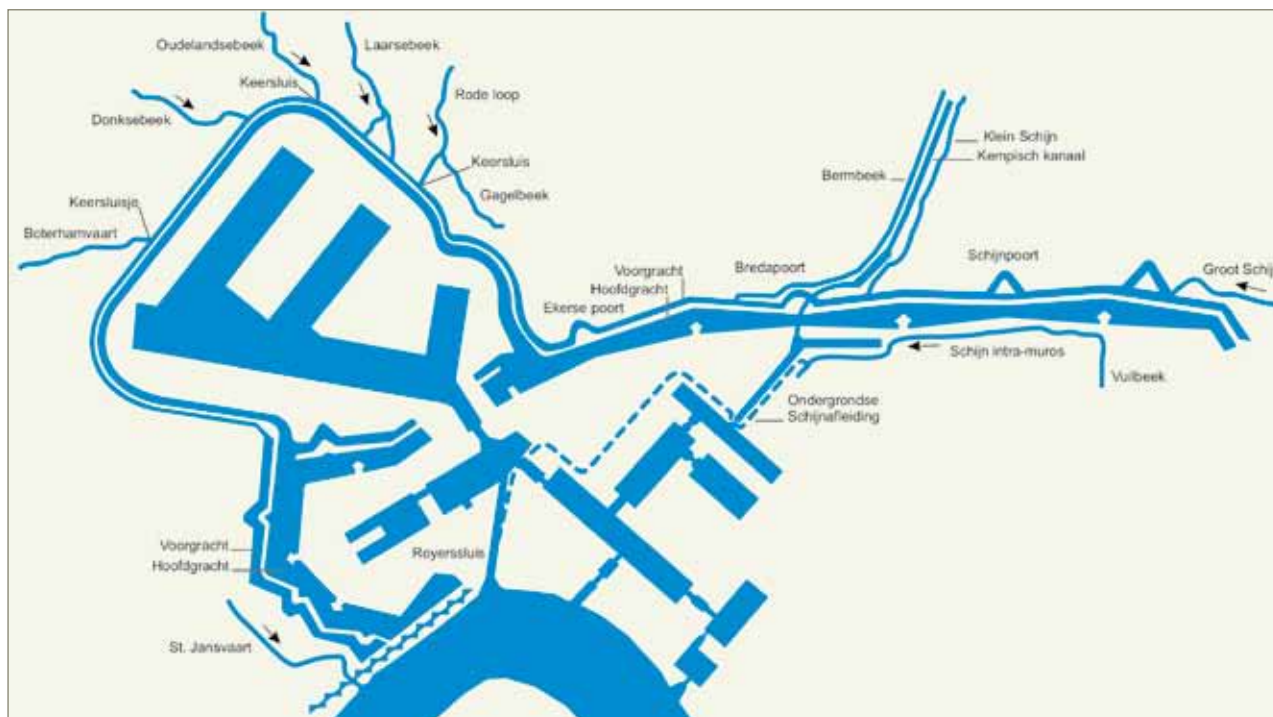 Oudelandsebeek
Laarsebeek
Keersluis
Rode loop
Donksebeek
Klein Schijn
Kempisch kanaal
Keersluis
Bermbeek
Gagelbeek
Keersluisje
Boterhamvaart
Schijnpoort
Voorgracht
Bredapoort
Groot Schijn
Hoofdgracht
Ekerse poort
Schijn intra-muros
Vuilbeek
Ondergrondse
Schijnafleiding
Voorgracht
Royerssluis
Hoofdgracht
St. Jansvaart